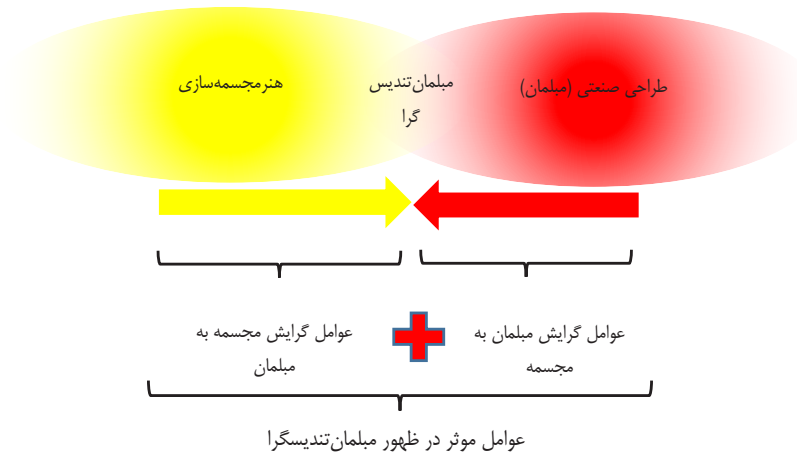 طراحی صنعتی (مبلمان)
مبلمان‌تندیس
گرا
هنرمجسمه‌سازی
عوامل گرایش مبلمان به
مجسمه
عوامل گرایش مجسمه به
مبلمان
عوامل موثر در ظهور مبلمان‌تندیسگرا